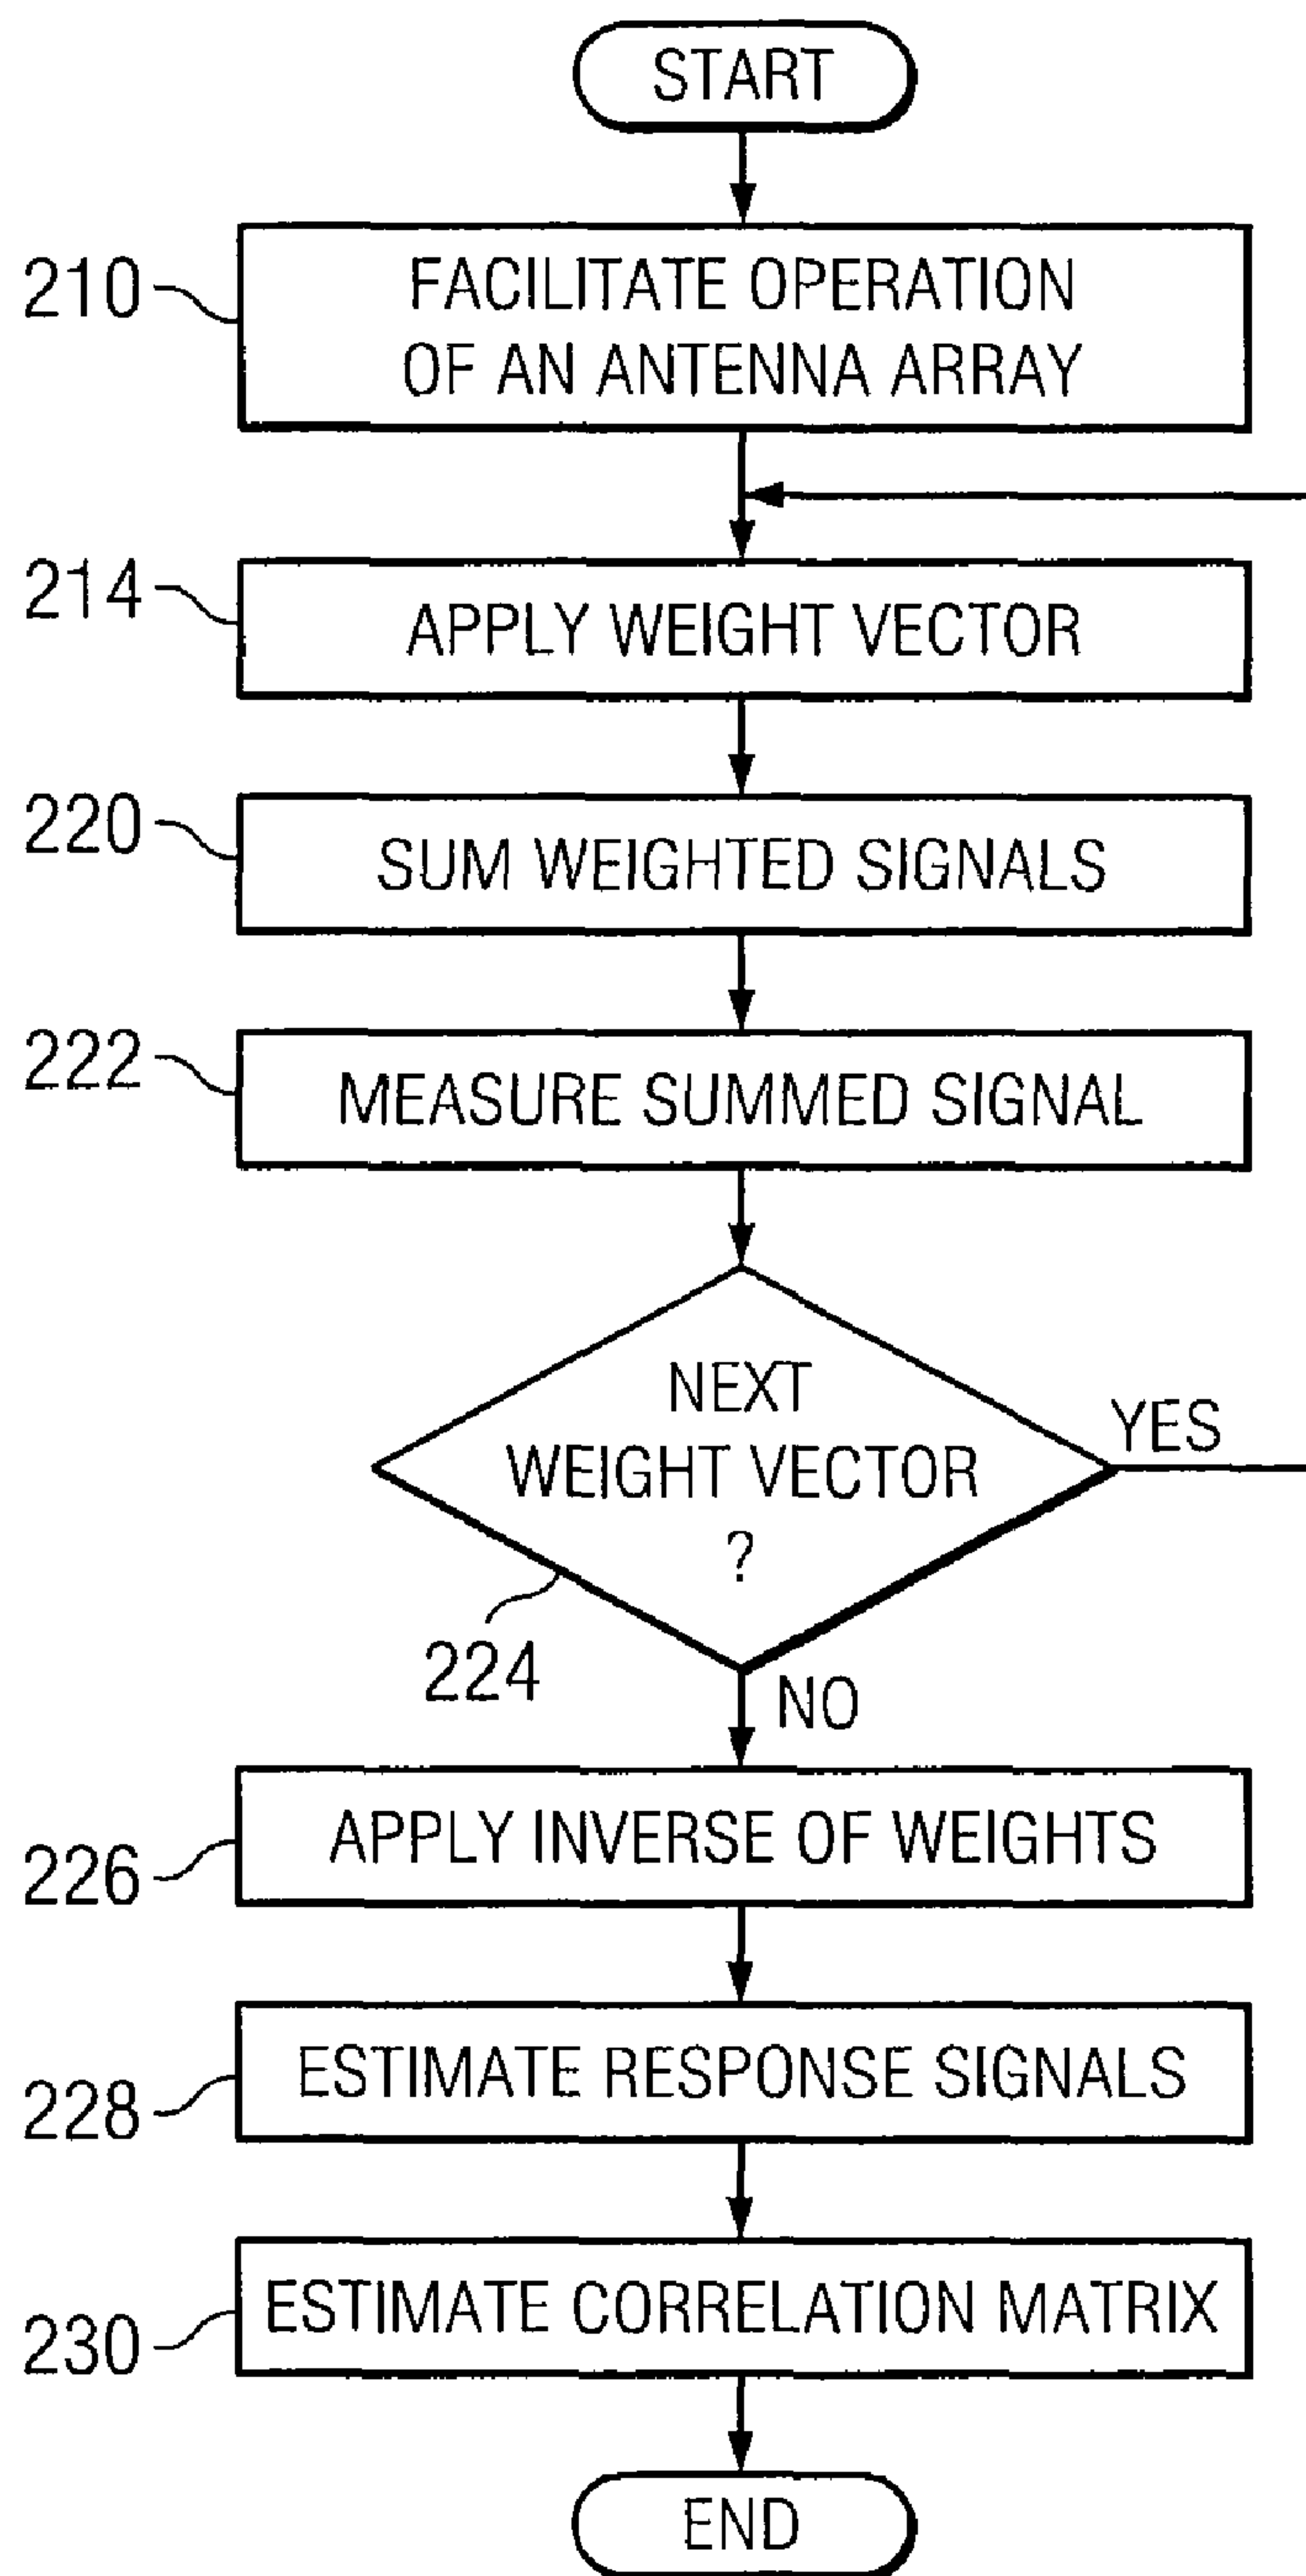 START
210
FACILITATE OPERATION
OF AN ANTENNA ARRAY
214
APPLY WEIGHT VECTOR
220
SUM WEIGHTED SIGNALS
222
MEASURE SUMMED SIGNAL
NEXT
WEIGHT VECTOR
?
YES
224
NO
226
APPLY INVERSE OF WEIGHTS
228
ESTIMATE RESPONSE SIGNALS
230
ESTIMATE CORRELATION MATRIX
END